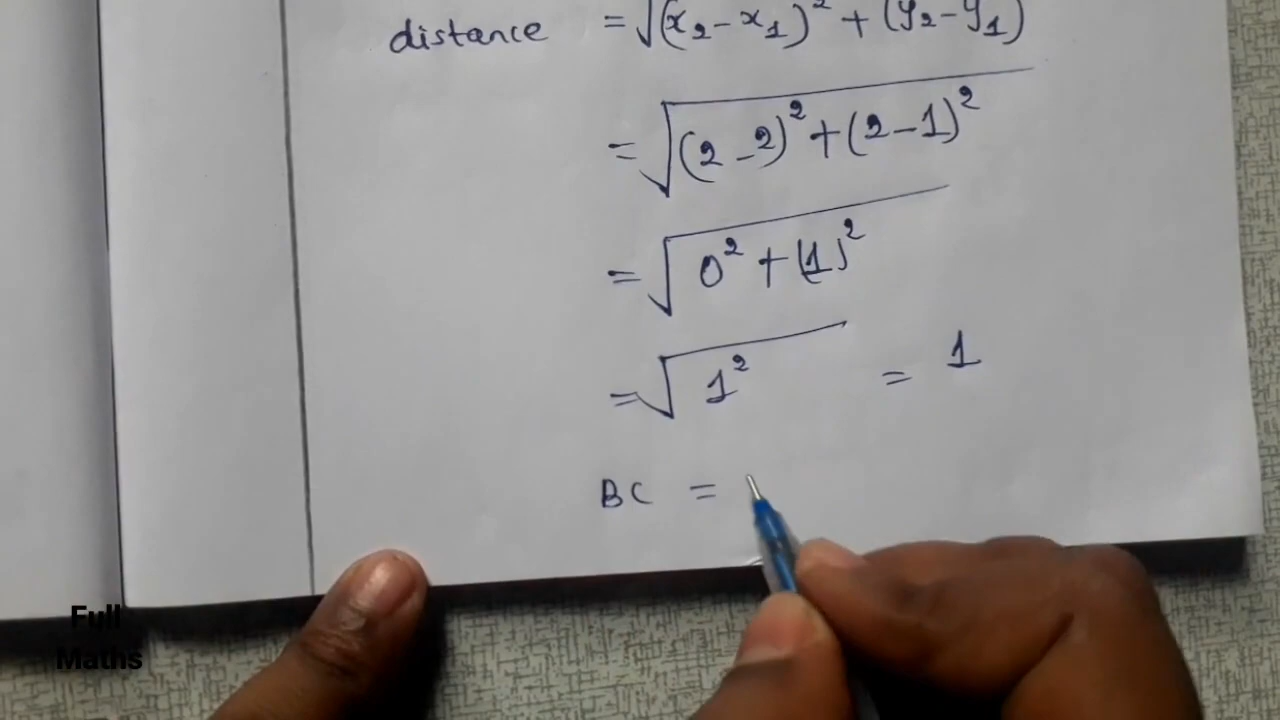 distance = √(x₂-x₁)² + (y₂-y₁)
= √(2-2)² + (2-1)²
= √0² + (1)²
= √1² = 1
BC =
Full
Maths